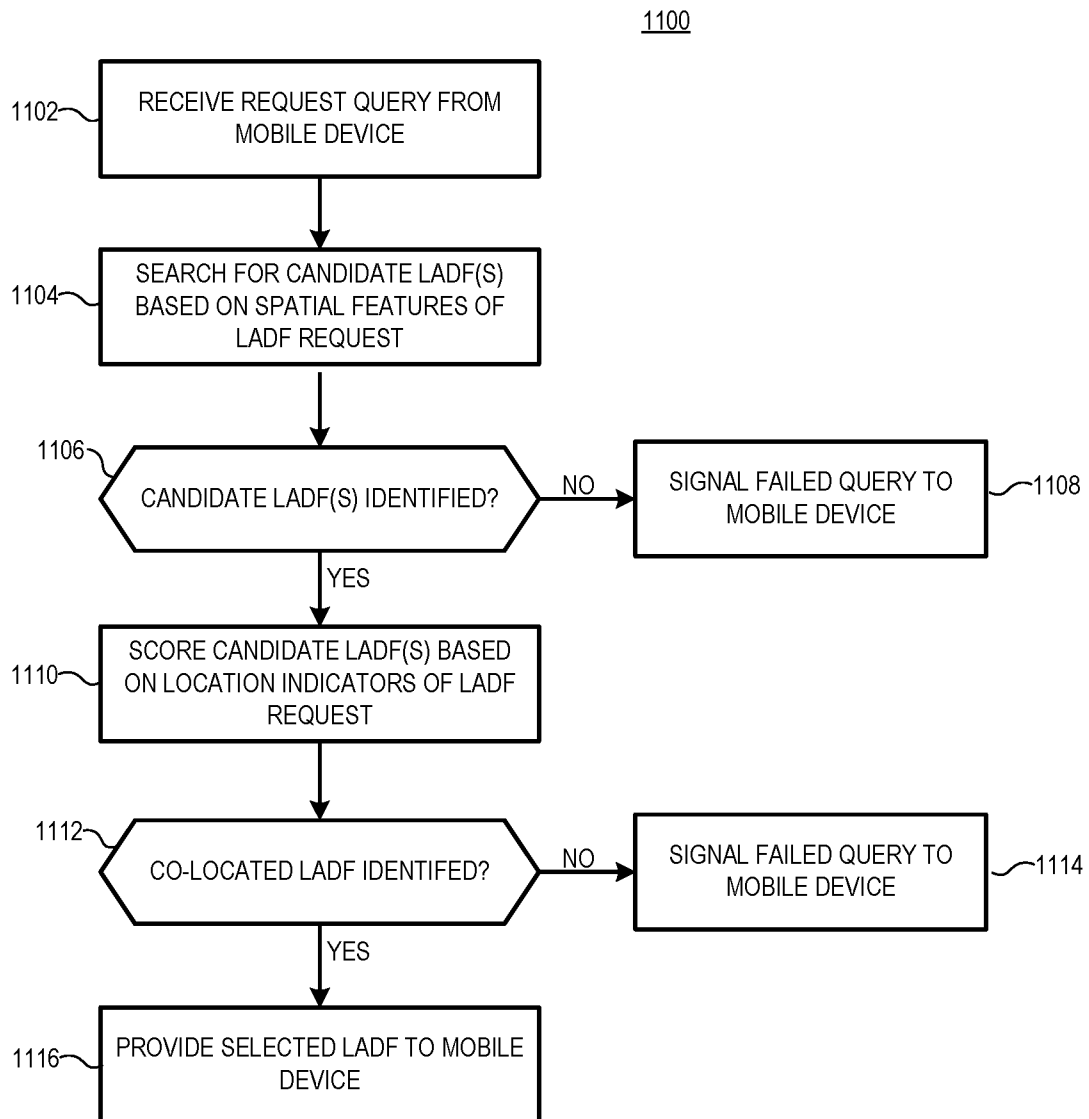 1100
1102
RECEIVE REQUEST QUERY FROM
MOBILE DEVICE
1104
SEARCH FOR CANDIDATE LADF(S)
BASED ON SPATIAL FEATURES OF
LADF REQUEST
1106
CANDIDATE LADF(S) IDENTIFIED?
NO
SIGNAL FAILED QUERY TO
MOBILE DEVICE
1108
YES
1110
SCORE CANDIDATE LADF(S) BASED
ON LOCATION INDICATORS OF LADF
REQUEST
1112
CO-LOCATED LADF IDENTIFED?
NO
SIGNAL FAILED QUERY TO
MOBILE DEVICE
1114
YES
1116
PROVIDE SELECTED LADF TO MOBILE
DEVICE